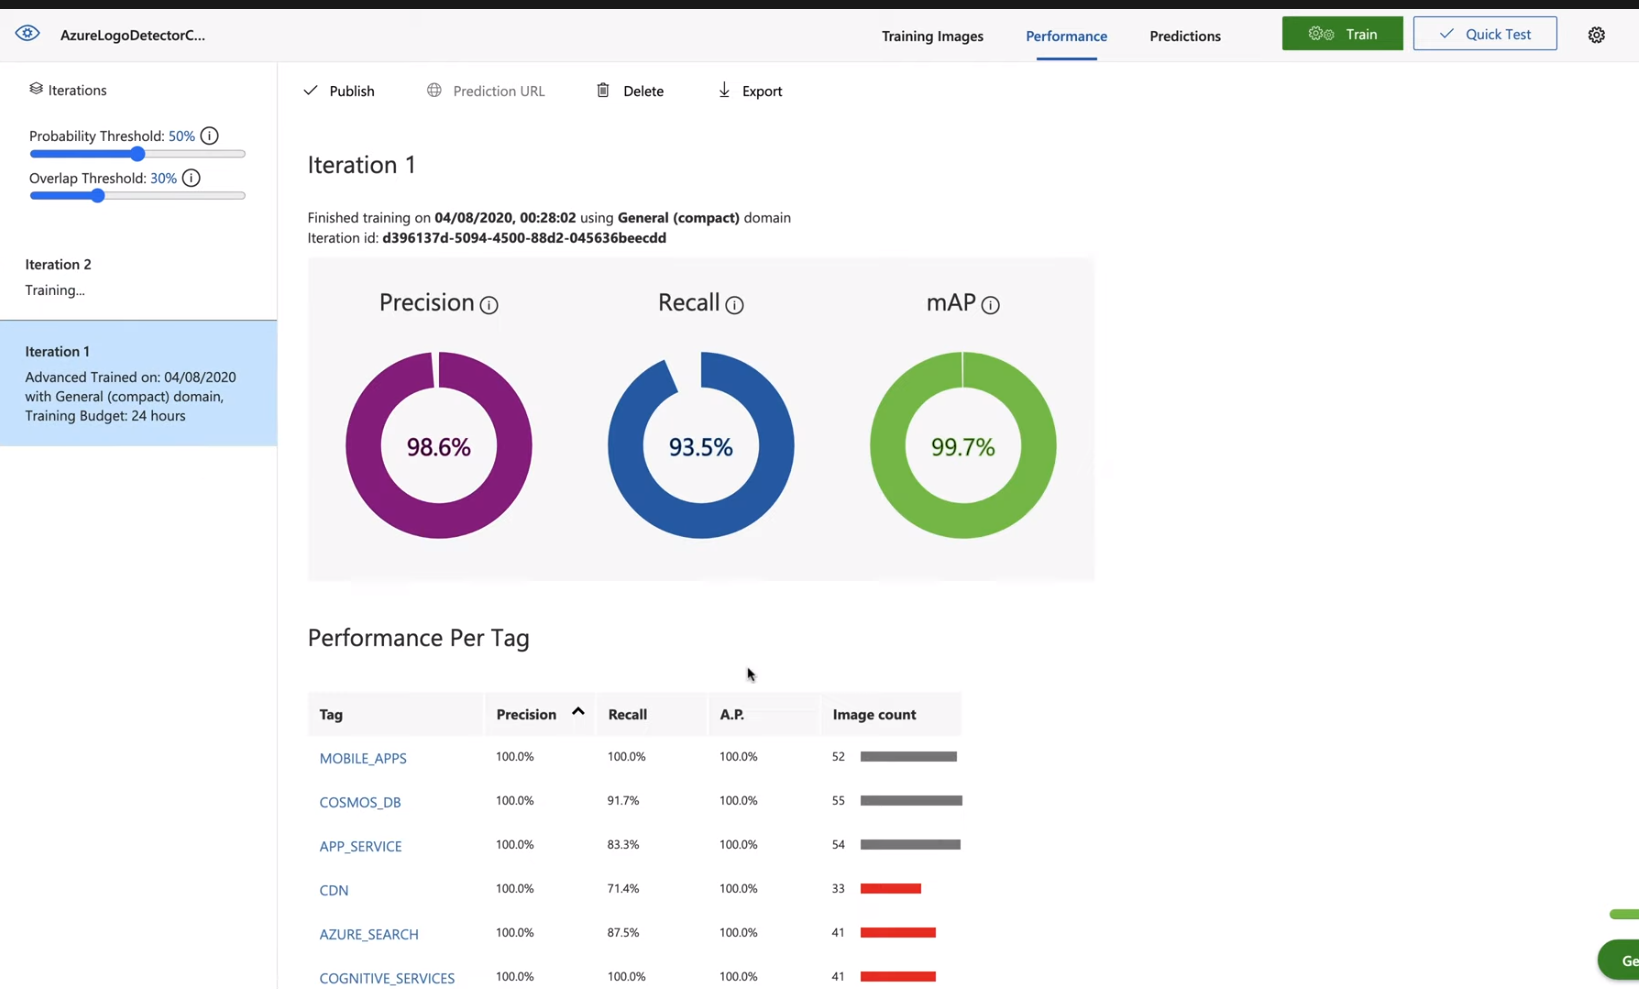 AzureLogoDetectorC...
Training Images
Performance
Predictions
Train
Quick Test
Iterations
Probability Threshold: 50%
Overlap Threshold: 30%
Iteration 2
Training...
Iteration 1
Advanced Trained on: 04/08/2020
with General (compact) domain,
Training Budget: 24 hours
Publish
Prediction URL
Delete
Export
Iteration 1
Finished training on 04/08/2020, 00:28:02 using General (compact) domain
Iteration id: d396137d-5094-4500-88d2-045636beecdd
Precision
Recall
mAP
98.6%
93.5%
99.7%
Performance Per Tag
Tag Precision Recall A.P. Image count
MOBILE_APPS 100.0% 100.0% 100.0% 52
COSMOS_DB 100.0% 91.7% 100.0% 55
APP_SERVICE 100.0% 83.3% 100.0% 54
CDN 100.0% 71.4% 100.0% 33
AZURE_SEARCH 100.0% 87.5% 100.0% 41
COGNITIVE_SERVICES 100.0% 100.0% 100.0% 41
Ge